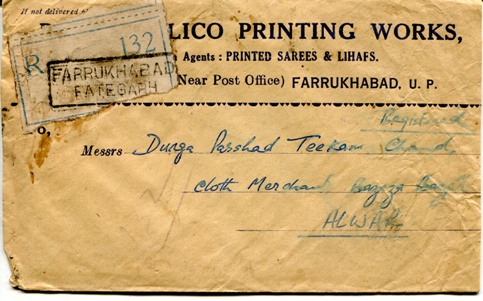 If not delivered
LICO PRINTING WORKS,
Agents : PRINTED SAREES & LIHAFS.
(Near Post Office) FARRUKHABAD, U. P.
R 132
FARRUKHABAD
FATEGARH
Registered
o,
Messrs Durga Parshad Teekam Chand,
Cloth Merchant,
ALWAR